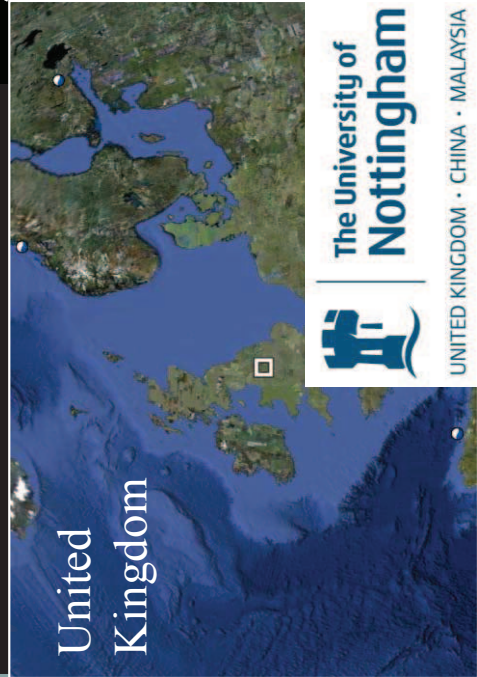 United
Kingdom
The University of
Nottingham
UNITED KINGDOM • CHINA • MALAYSIA